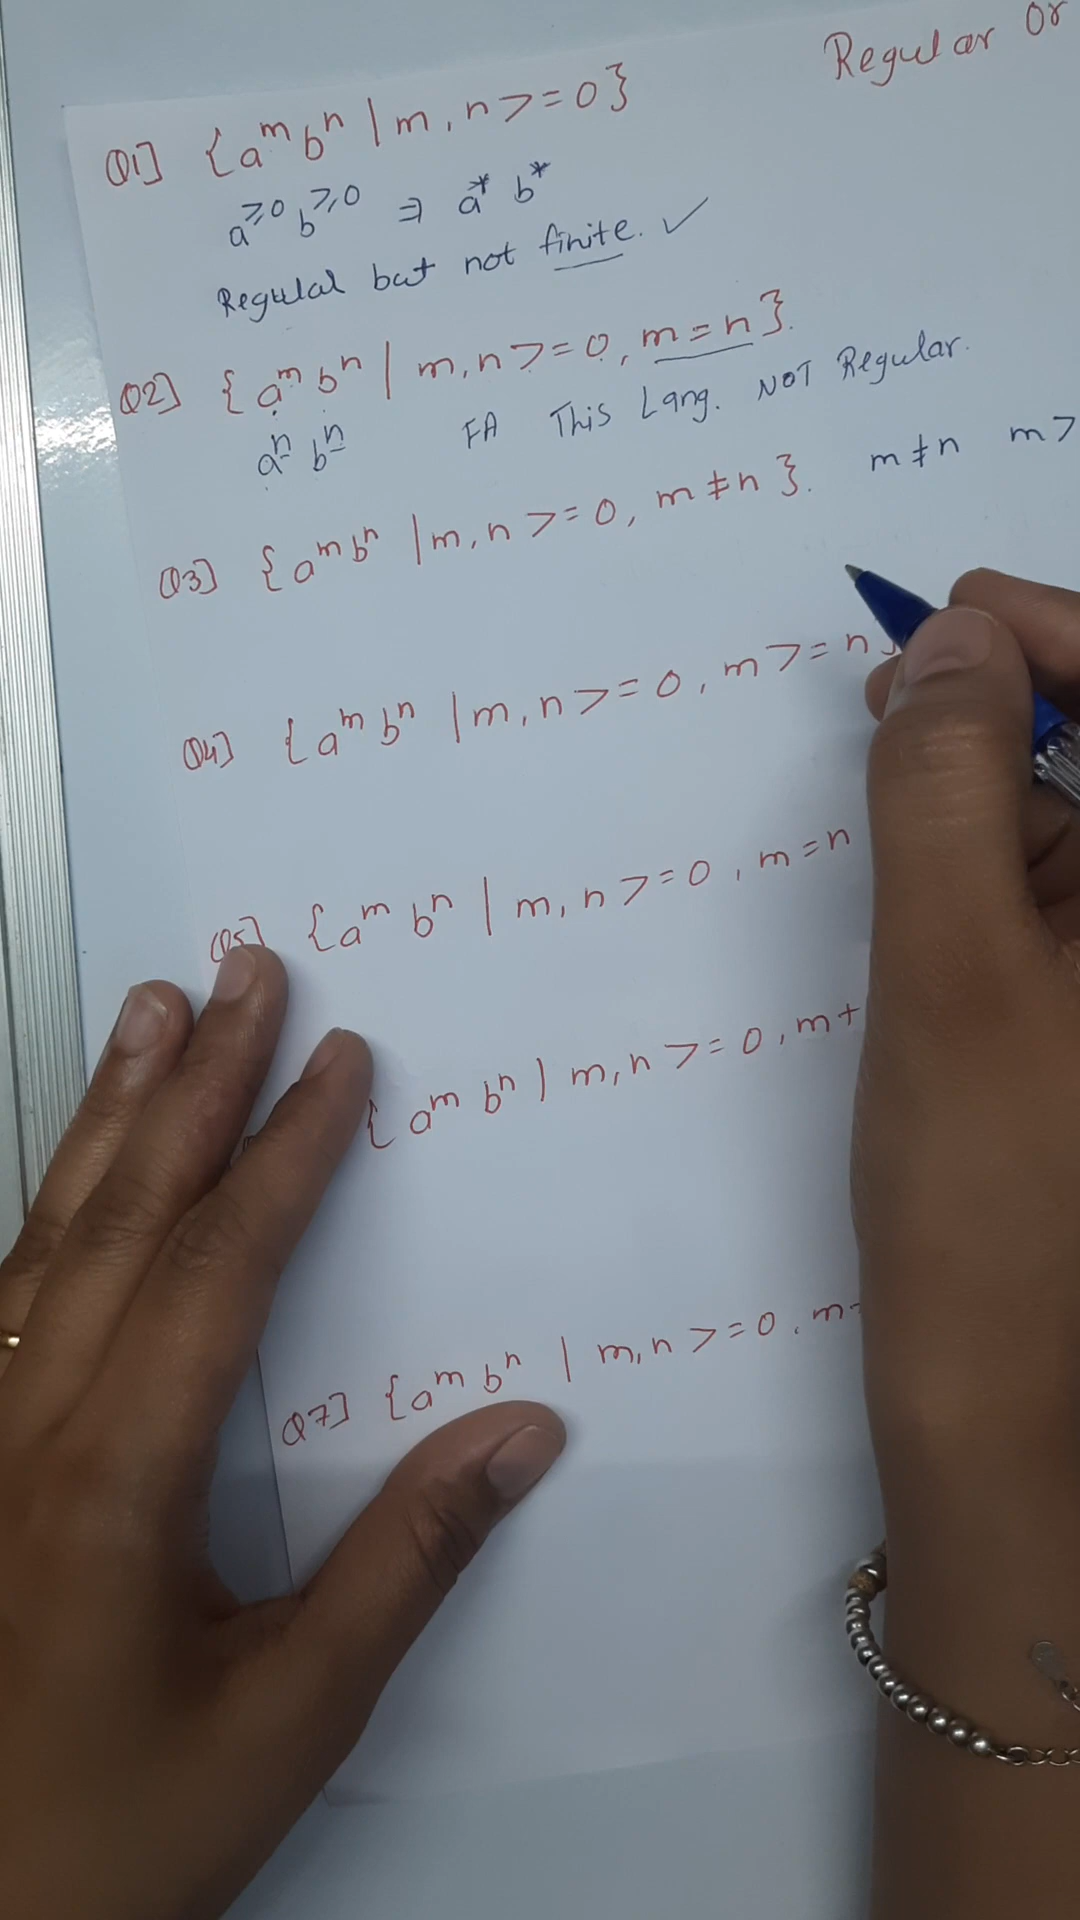 Regular or
Q1] {a^m b^n | m, n >= 0}
a^≥0 b^≥0 ⇒ a* b*
Regular but not finite. ✓
Q2] {a^m b^n | m, n >= 0, m = n}.
a^n b^n FA This Lang. NOT Regular.
Q3] {a^m b^n | m, n >= 0, m ≠ n}. m ≠ n m >
Q4] {a^m b^n | m, n >= 0, m >= n}
Q5] {a^m b^n | m, n >= 0, m = n
{a^m b^n | m, n >= 0, m +
Q7] {a^m b^n | m, n >= 0, m